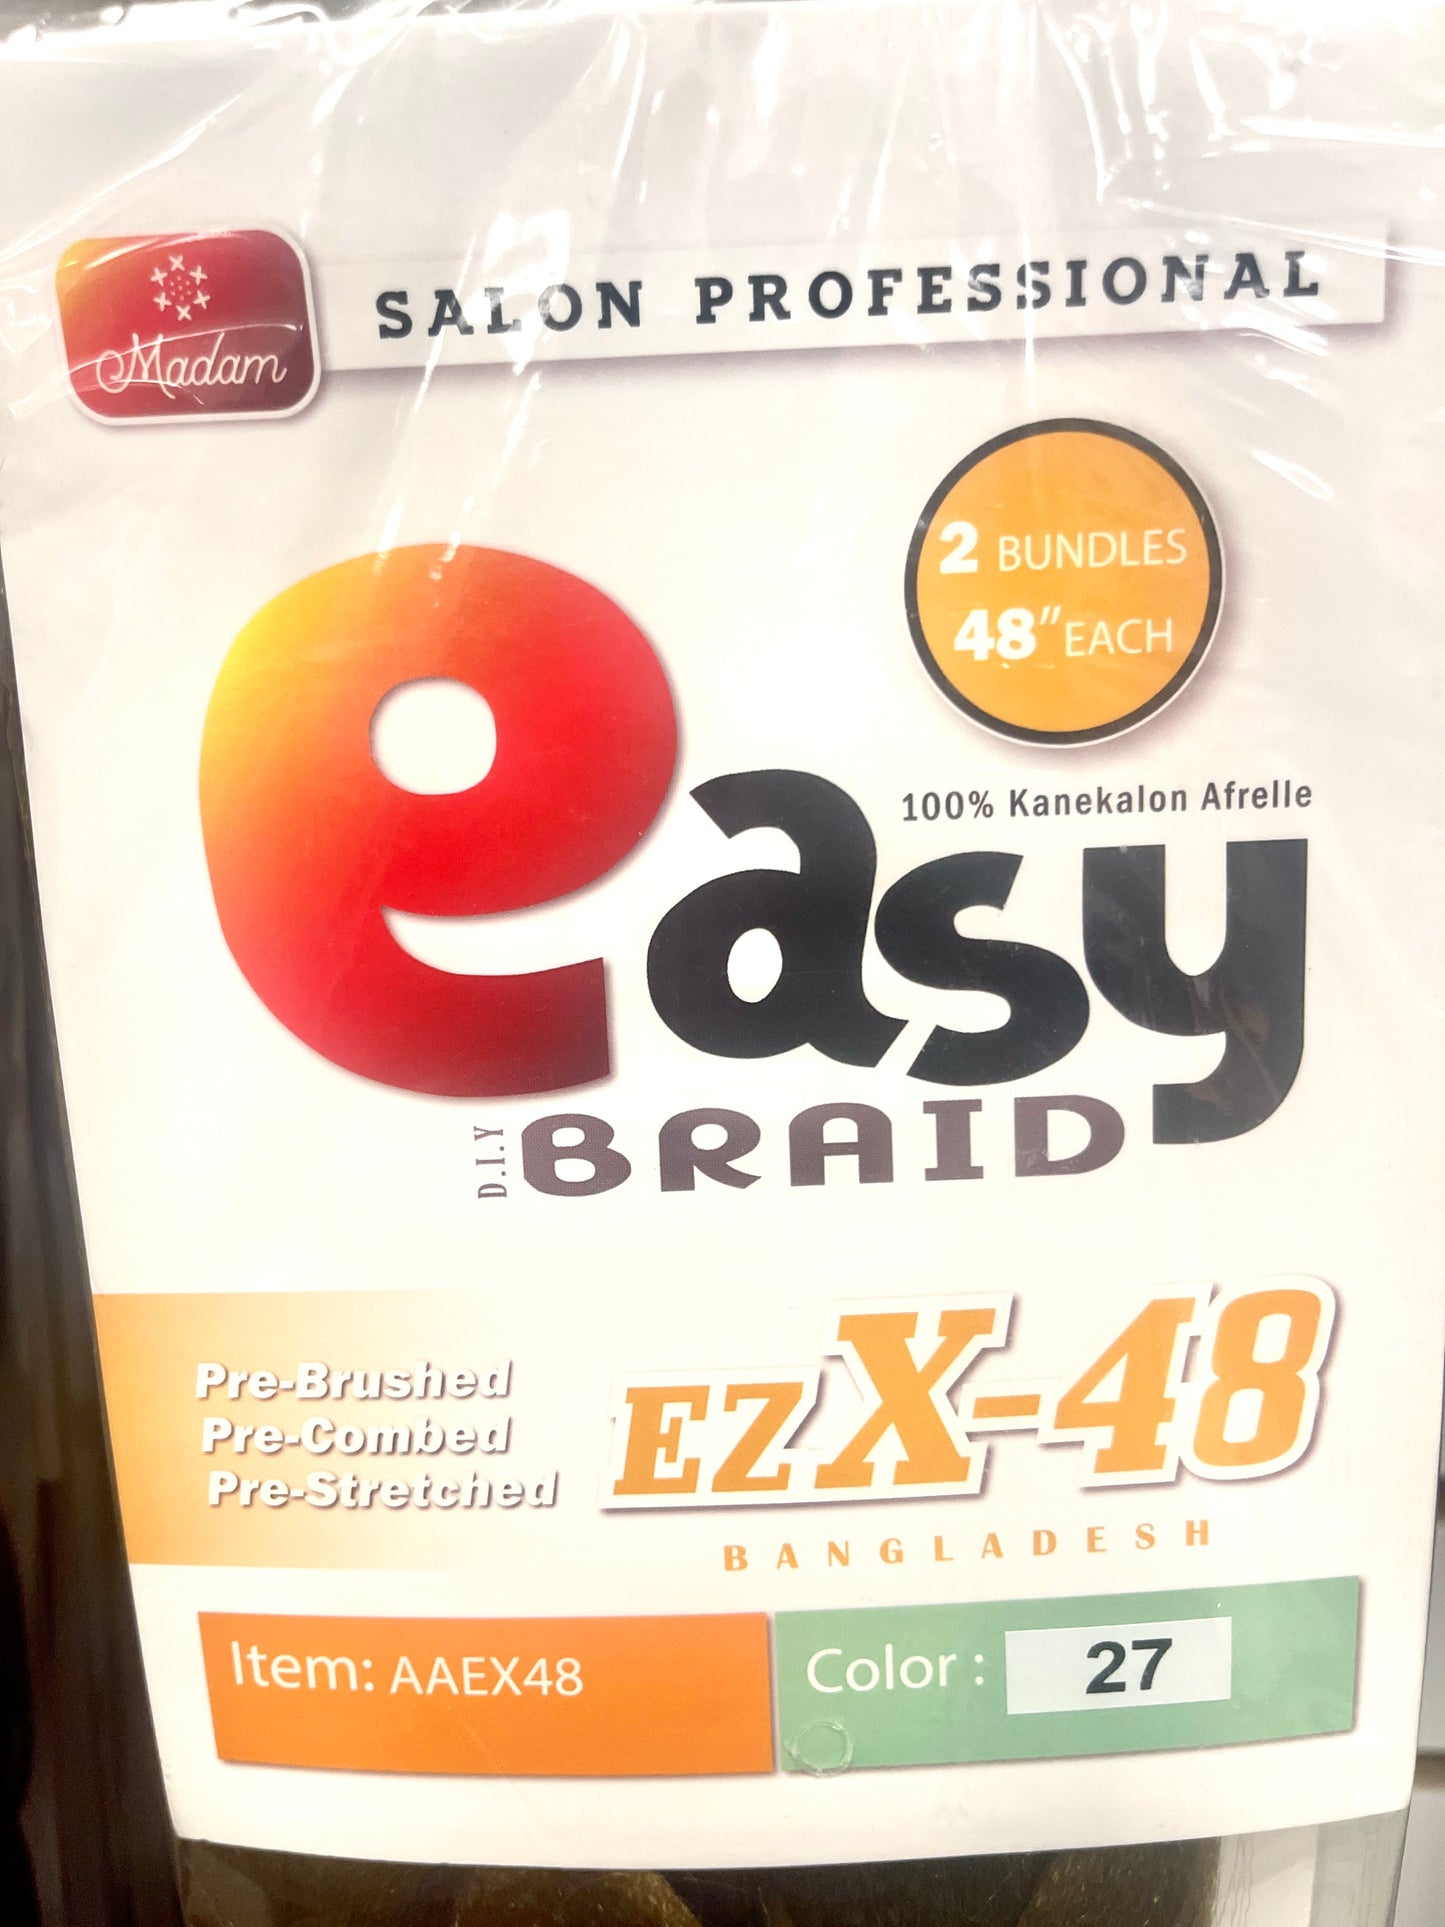 Madam
SALON PROFESSIONAL
2 BUNDLES
48" EACH
100% Kanekalon Afrelle
easy
D.I.Y BRAID
Pre-Brushed
Pre-Combed
Pre-Stretched
EZX-48
BANGLADESH
Item: AAEX48
Color : 27